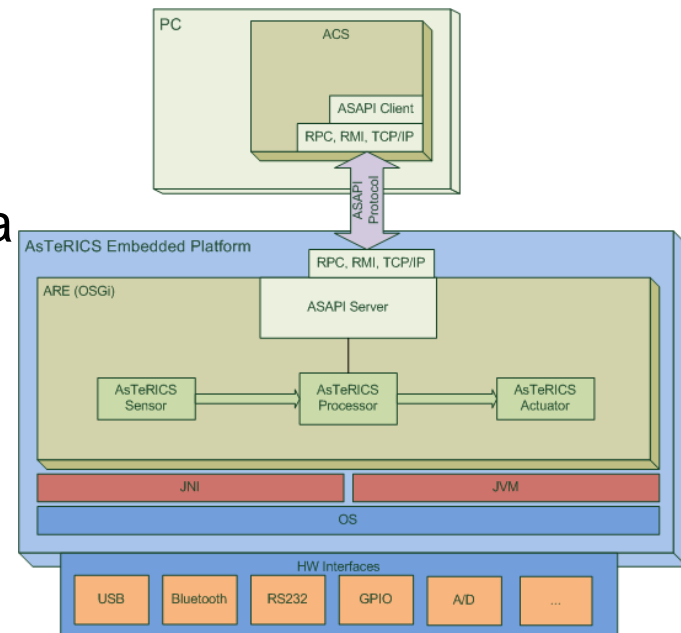 PC
ACS
ASAPI Client
RPC, RMI, TCP/IP
ASAPI
Protocol
a
AsTeRICS Embedded Platform
RPC, RMI, TCP/IP
ARE (OSGi)
ASAPI Server
AsTeRICS
Sensor
AsTeRICS
Processor
AsTeRICS
Actuator
JNI
JVM
OS
HW Interfaces
USB
Bluetooth
RS232
GPIO
A/D
...